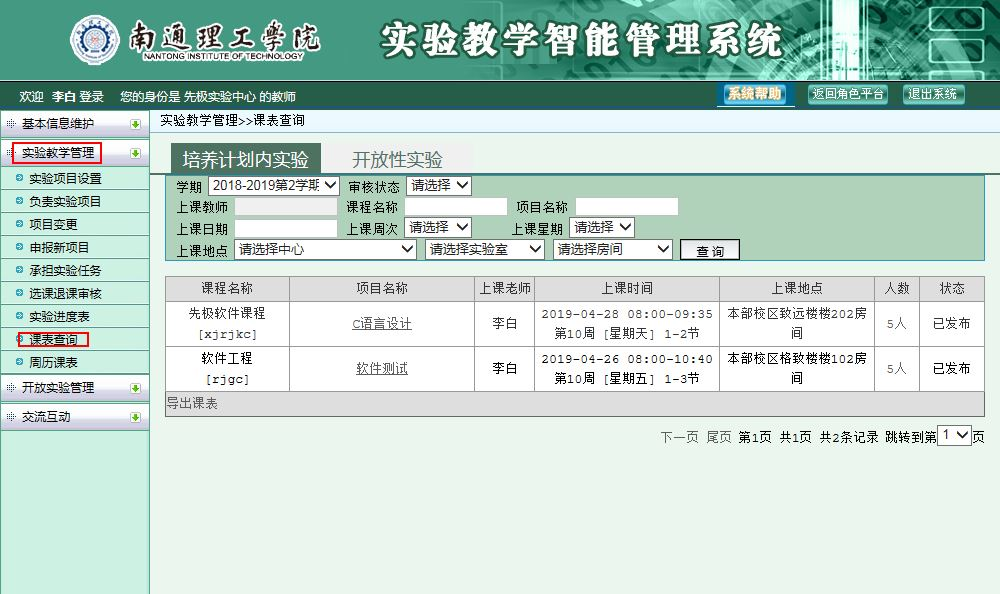 南通理工學院
NANTONG INSTITUTE OF TECHNOLOGY
实验教学智能管理系统
欢迎 李白 登录 您的身份是 先极实验中心 的教师
系统帮助 返回角色平台 退出系统
基本信息维护
实验教学管理
实验项目设置
负责实验项目
项目变更
申报新项目
承担实验任务
选课退课审核
实验进度表
课表查询
周历课表
开放实验管理
交流互动
实验教学管理>>课表查询
培养计划内实验 开放性实验
学期 2018-2019第2学期 审核状态 请选择
上课教师 课程名称 项目名称
上课日期 上课周次 请选择 上课星期 请选择
上课地点 请选择中心 请选择实验室 请选择房间 查询
课程名称 项目名称 上课老师 上课时间 上课地点 人数 状态
先极软件课程 [xjrjkc] C语言设计 李白 2019-04-28 08:00-09:35 第10周 [星期天] 1-2节 本部校区致远楼楼202房间 5人 已发布
软件工程 [rjgc] 软件测试 李白 2019-04-26 08:00-10:40 第10周 [星期五] 1-3节 本部校区格致楼楼102房间 5人 已发布
导出课表
下一页 尾页 第1页 共1页 共2条记录 跳转到第 1 页